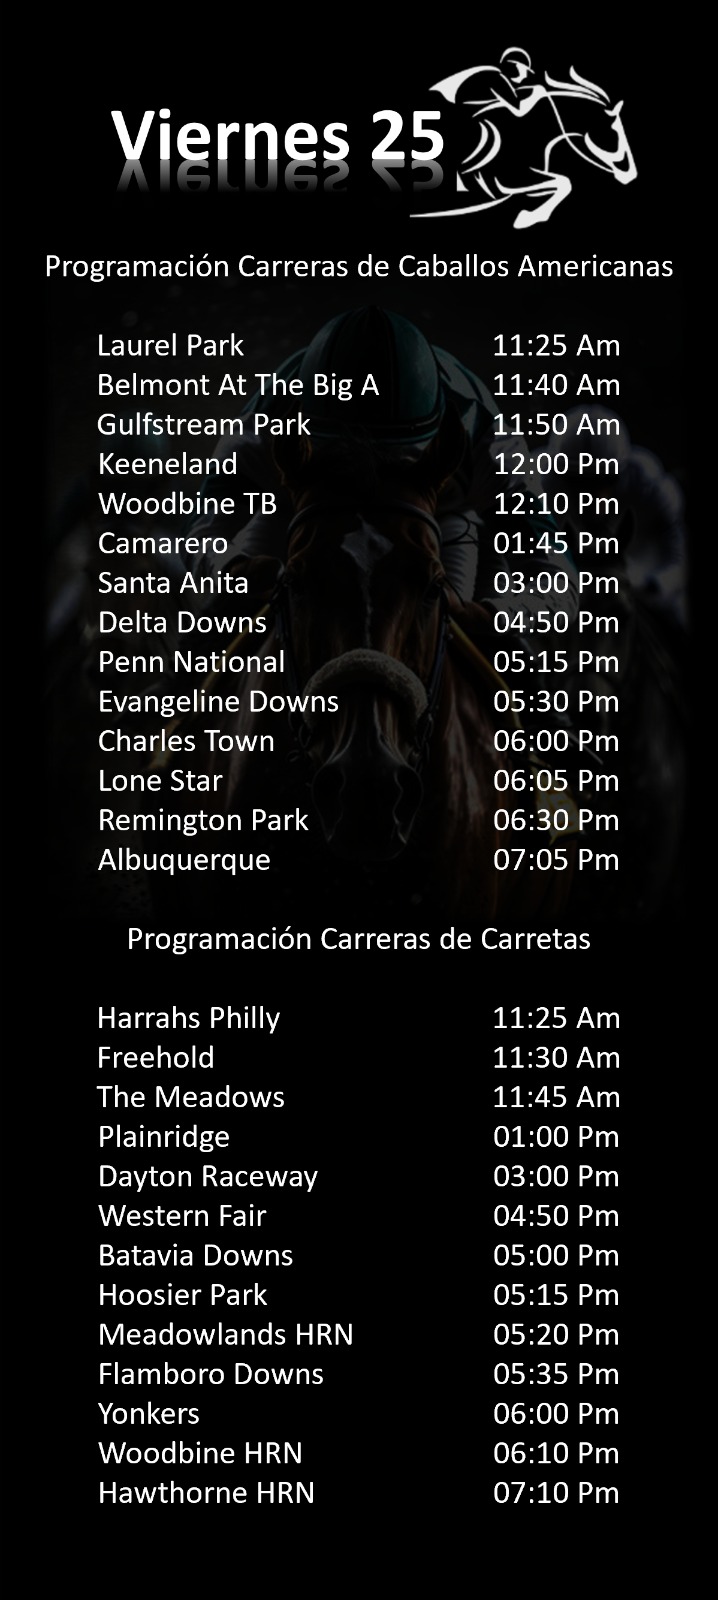 Viernes 25
Programación Carreras de Caballos Americanas
Laurel Park 11:25 Am
Belmont At The Big A 11:40 Am
Gulfstream Park 11:50 Am
Keeneland 12:00 Pm
Woodbine TB 12:10 Pm
Camarero 01:45 Pm
Santa Anita 03:00 Pm
Delta Downs 04:50 Pm
Penn National 05:15 Pm
Evangeline Downs 05:30 Pm
Charles Town 06:00 Pm
Lone Star 06:05 Pm
Remington Park 06:30 Pm
Albuquerque 07:05 Pm
Programación Carreras de Carretas
Harrahs Philly 11:25 Am
Freehold 11:30 Am
The Meadows 11:45 Am
Plainridge 01:00 Pm
Dayton Raceway 03:00 Pm
Western Fair 04:50 Pm
Batavia Downs 05:00 Pm
Hoosier Park 05:15 Pm
Meadowlands HRN 05:20 Pm
Flamboro Downs 05:35 Pm
Yonkers 06:00 Pm
Woodbine HRN 06:10 Pm
Hawthorne HRN 07:10 Pm